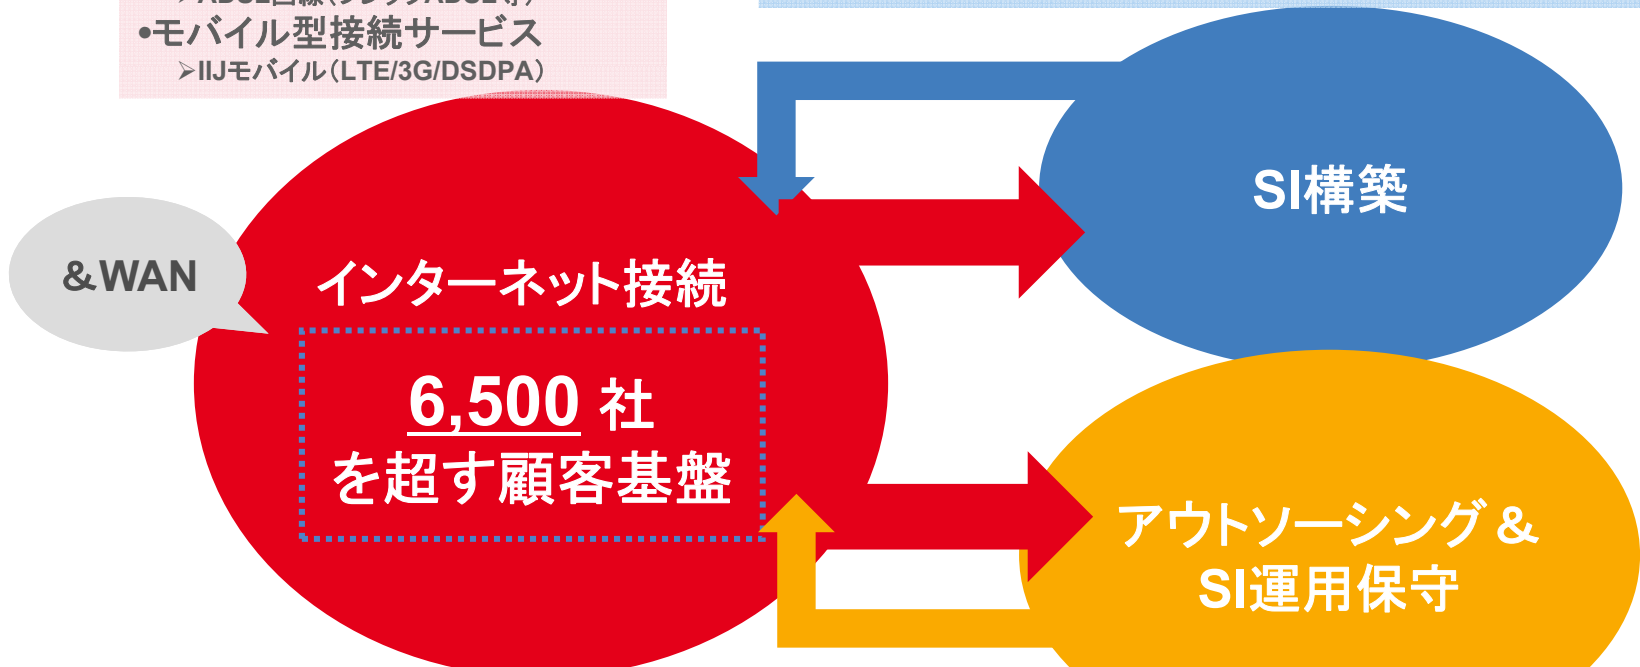 •モバイル型接続サービス
➢IIJモバイル(LTE/3G/DSDPA)
SI構築
&WAN
インターネット接続
6,500 社
を超す顧客基盤
アウトソーシング &
SI運用保守